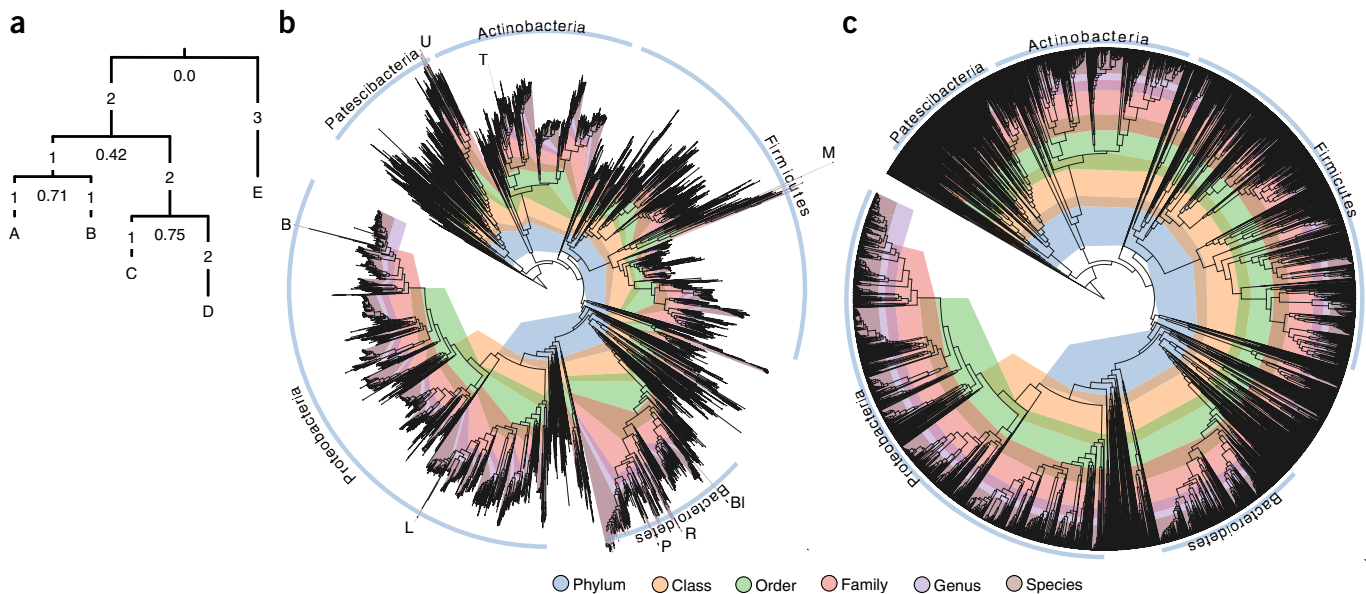 a
0.0
2
3
0.42
1
2
E
0.71
1
1
A
B
0.75
1
2
C
D
b
Actinobacteria
U
T
Patescibacteria
Firmicutes
M
B
Proteobacteria
Bacteroidetes
L
P
R
Bl
c
Actinobacteria
Patescibacteria
Firmicutes
Proteobacteria
Bacteroidetes
Phylum Class Order Family Genus Species